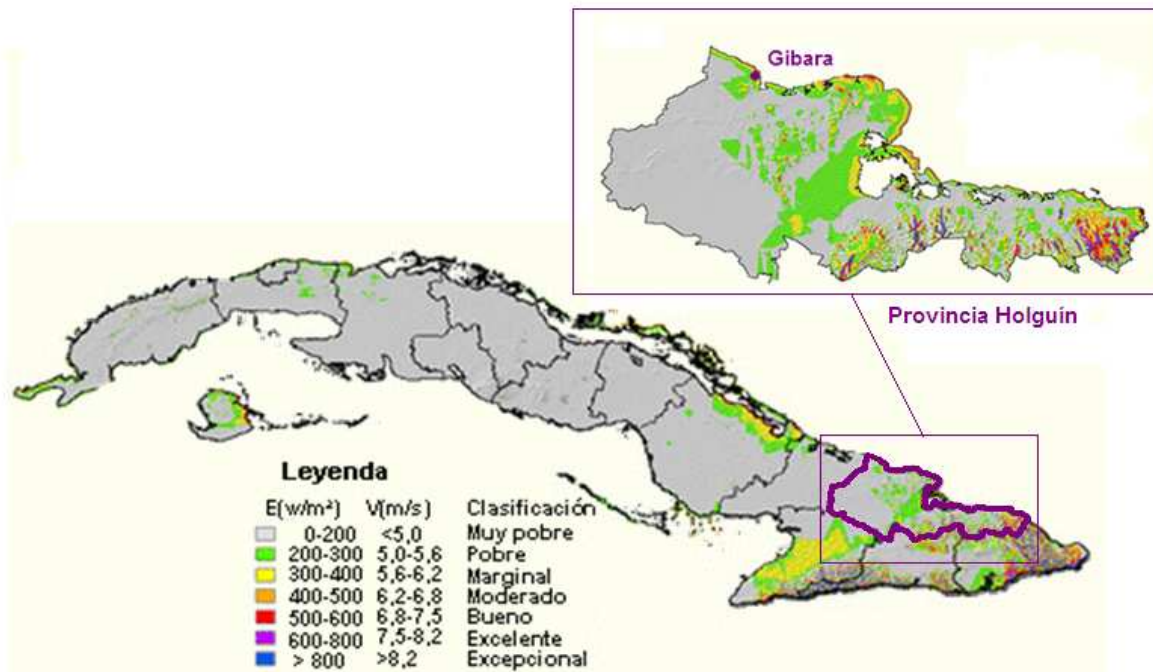 Gibara
Provincia Holguín
Leyenda
E(w/m²) V(m/s) Clasificación
0-200 <5,0 Muy pobre
200-300 5,0-5,6 Pobre
300-400 5,6-6,2 Marginal
400-500 6,2-6,8 Moderado
500-600 6,8-7,5 Bueno
600-800 7,5-8,2 Excelente
> 800 >8,2 Excepcional